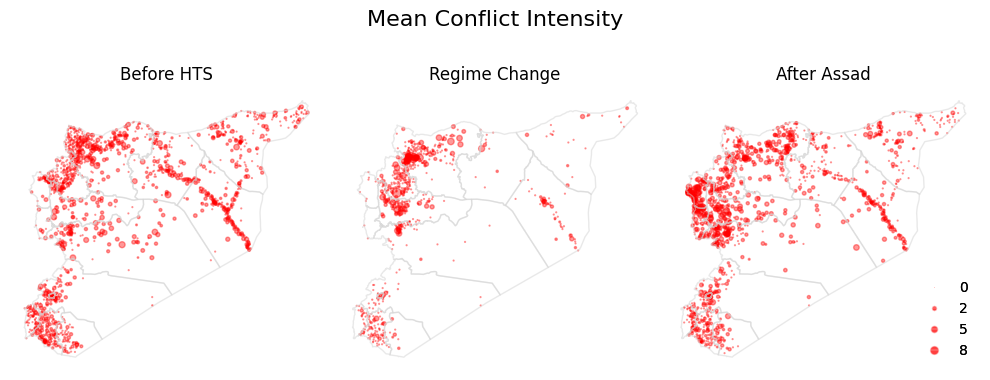 Mean Conflict Intensity
Before HTS
Regime Change
After Assad
0
2
5
8